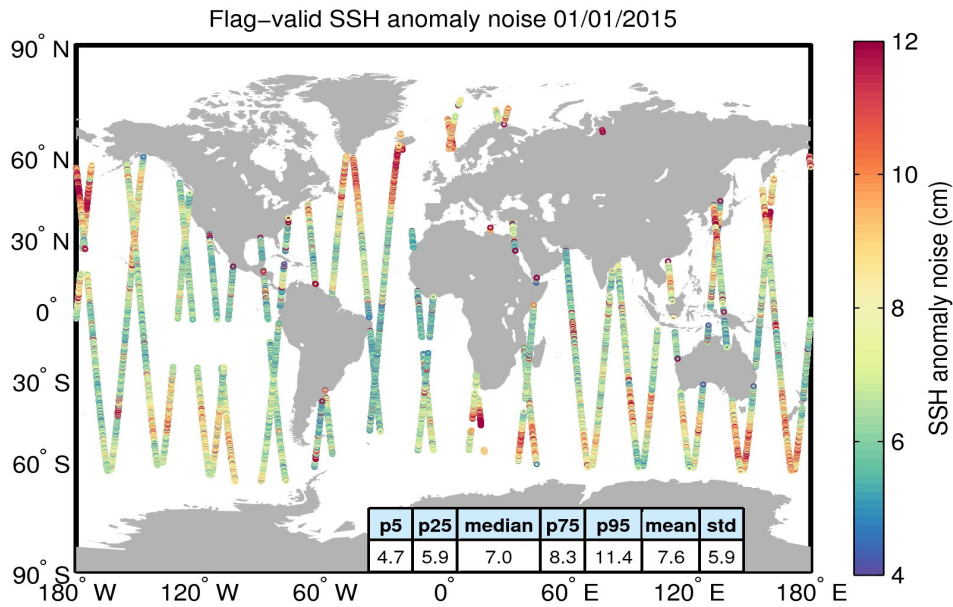 Flag−valid SSH anomaly noise 01/01/2015
90° N
60° N
30° N
0°
30° S
60° S
90° S
180° W
120° W
60° W
0°
60° E
120° E
180° E
p5 p25 median p75 p95 mean std
4.7 5.9 7.0 8.3 11.4 7.6 5.9
12
10
8
6
4
SSH anomaly noise (cm)